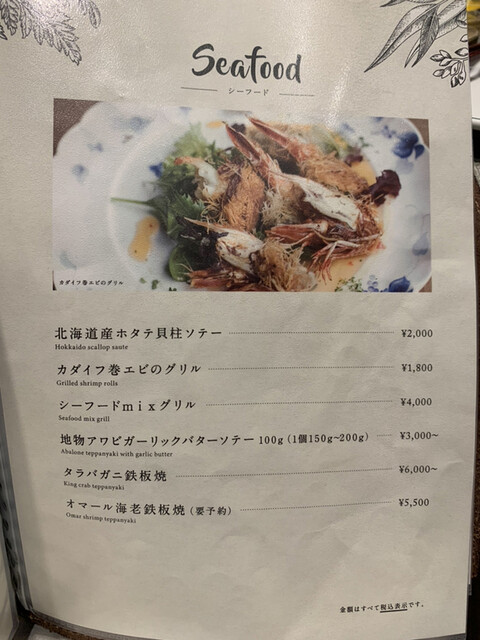 Seafood
シーフード
カダイフ巻エビのグリル
北海道産ホタテ貝柱ソテー ¥2,000
Hokkaido scallop saute
カダイフ巻エビのグリル ¥1,800
Grilled shrimp rolls
シーフードmixグリル ¥4,000
Seafood mix grill
地物アワビガーリックバターソテー 100g（1個150g~200g） ¥3,000~
Abalone teppanyaki with garlic butter
タラバガニ鉄板焼 ¥6,000~
King crab teppanyaki
オマール海老鉄板焼（要予約） ¥5,500
Omar shrimp teppanyaki
金額はすべて税込表示です。